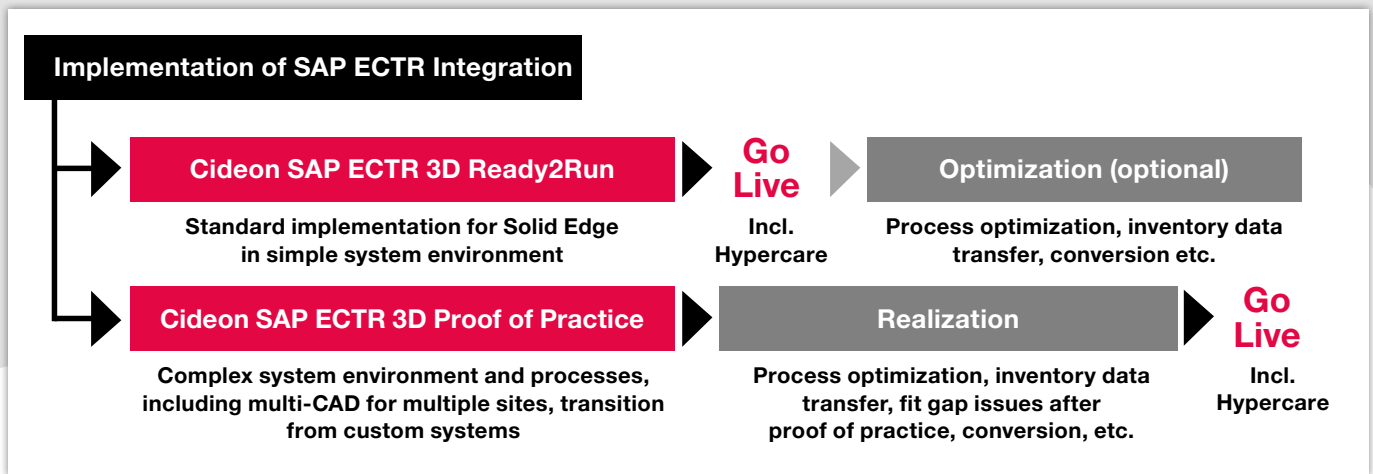 Implementation of SAP ECTR Integration
Cideon SAP ECTR 3D Ready2Run
Go
Live
Optimization (optional)
Standard implementation for Solid Edge
in simple system environment
Incl.
Hypercare
Process optimization, inventory data
transfer, conversion etc.
Cideon SAP ECTR 3D Proof of Practice
Realization
Go
Live
Complex system environment and processes,
including multi-CAD for multiple sites, transition
from custom systems
Process optimization, inventory data
transfer, fit gap issues after
proof of practice, conversion, etc.
Incl.
Hypercare